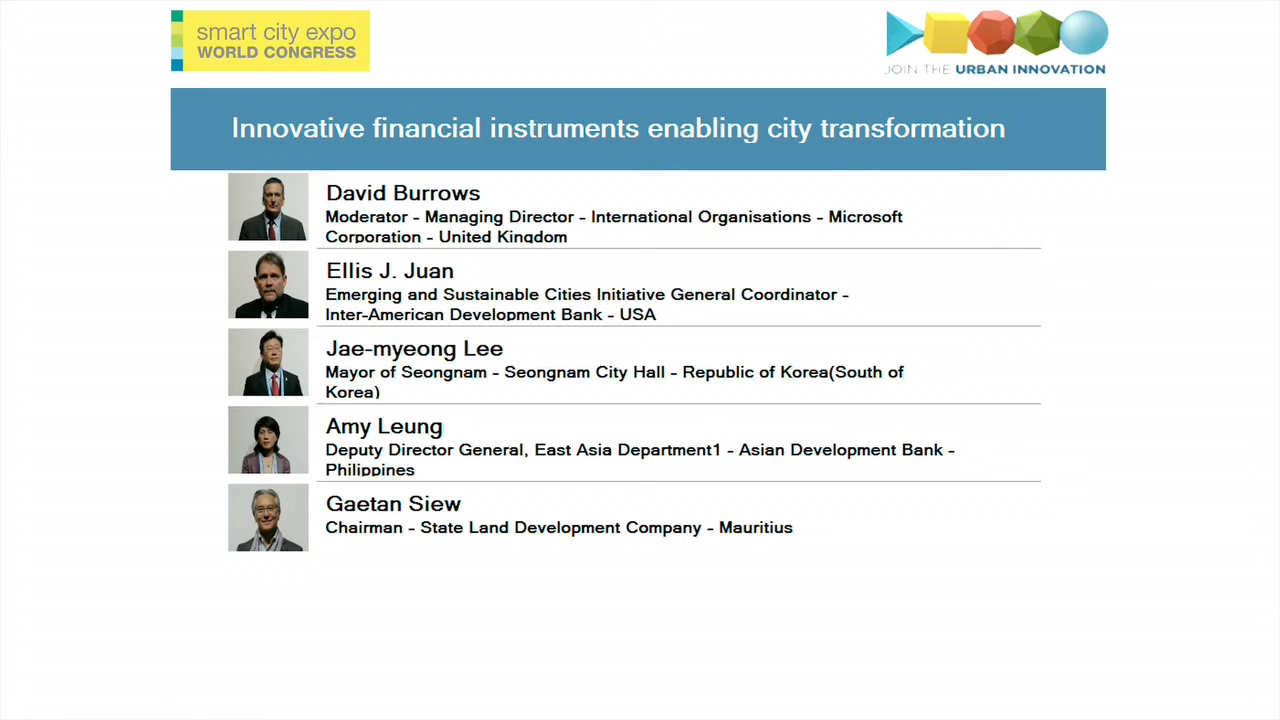 smart city expo
WORLD CONGRESS
JOIN THE URBAN INNOVATION
Innovative financial instruments enabling city transformation
David Burrows
Moderator - Managing Director - International Organisations - Microsoft
Corporation - United Kingdom
Ellis J. Juan
Emerging and Sustainable Cities Initiative General Coordinator -
Inter-American Development Bank - USA
Jae-myeong Lee
Mayor of Seongnam - Seongnam City Hall - Republic of Korea(South of
Korea)
Amy Leung
Deputy Director General, East Asia Department1 - Asian Development Bank -
Philippines
Gaetan Siew
Chairman - State Land Development Company - Mauritius